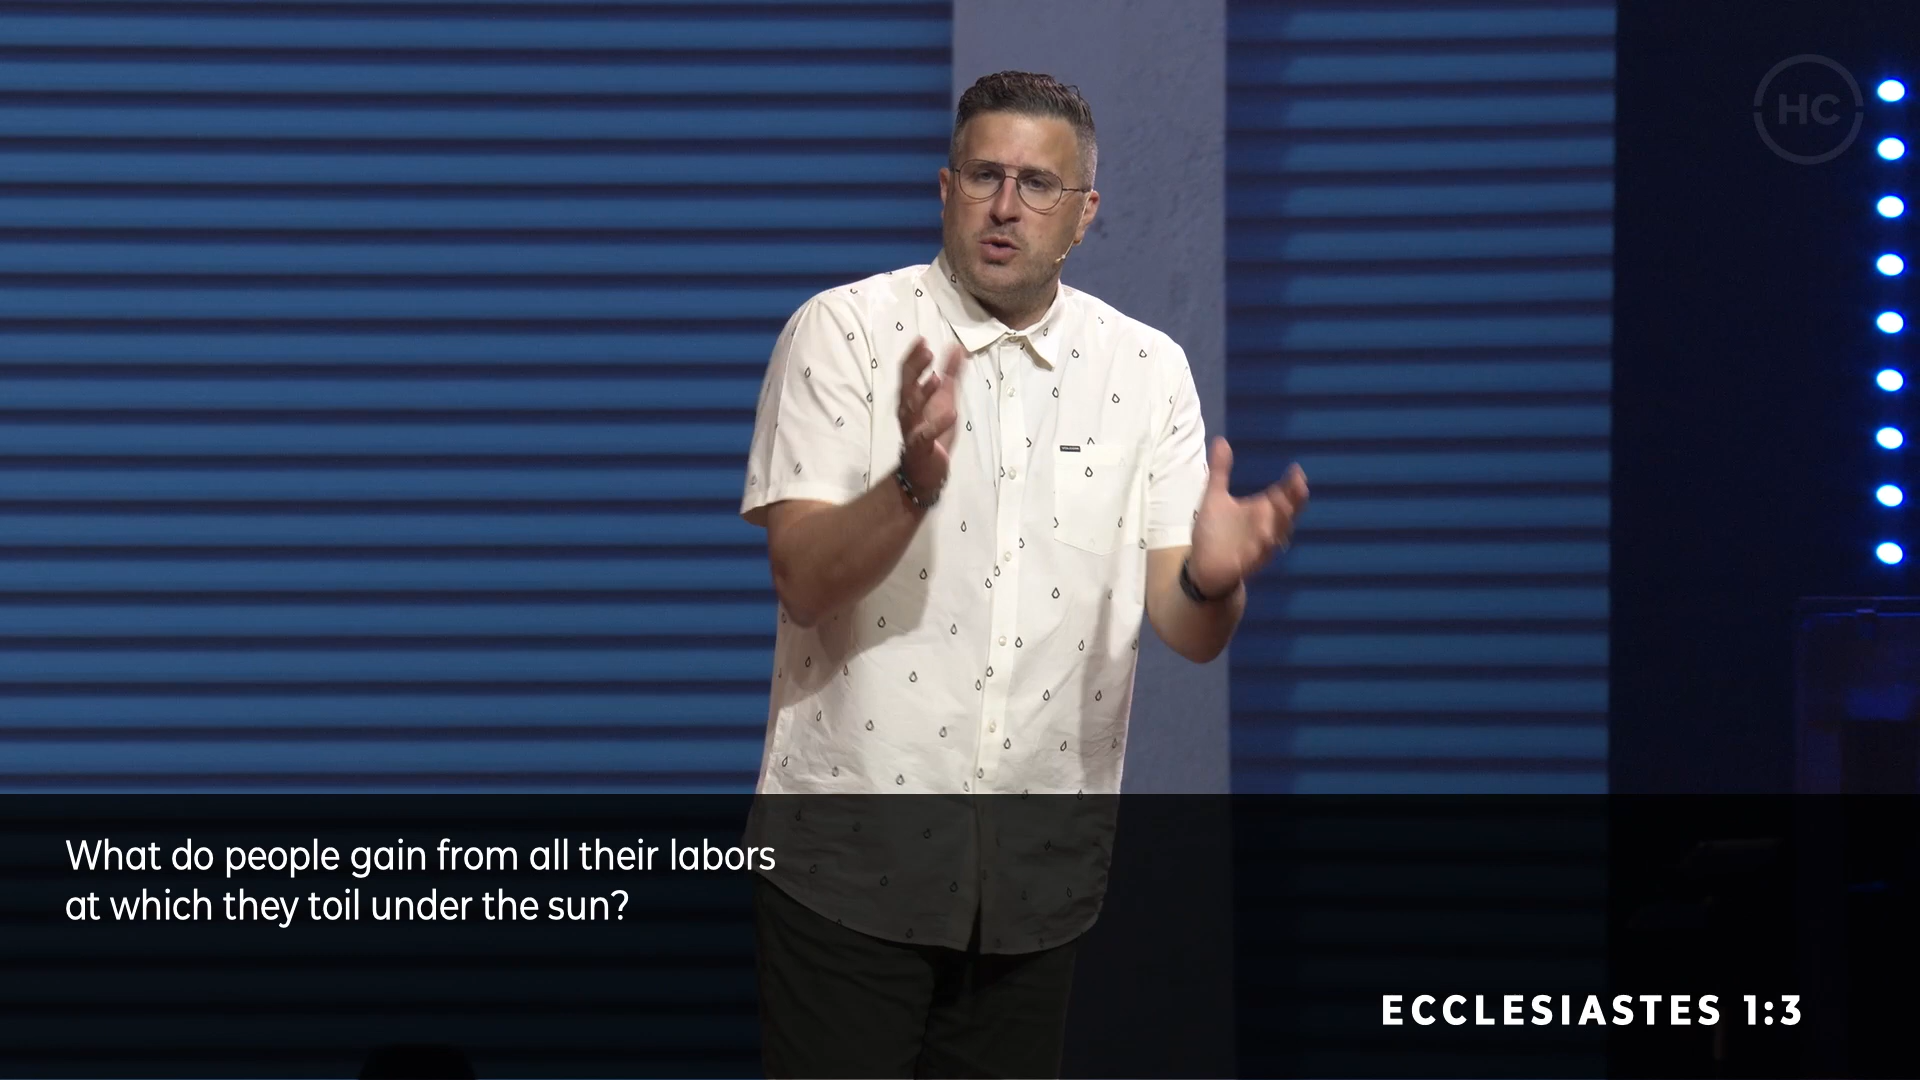 HC
What do people gain from all their labors
at which they toil under the sun?
ECCLESIASTES 1:3